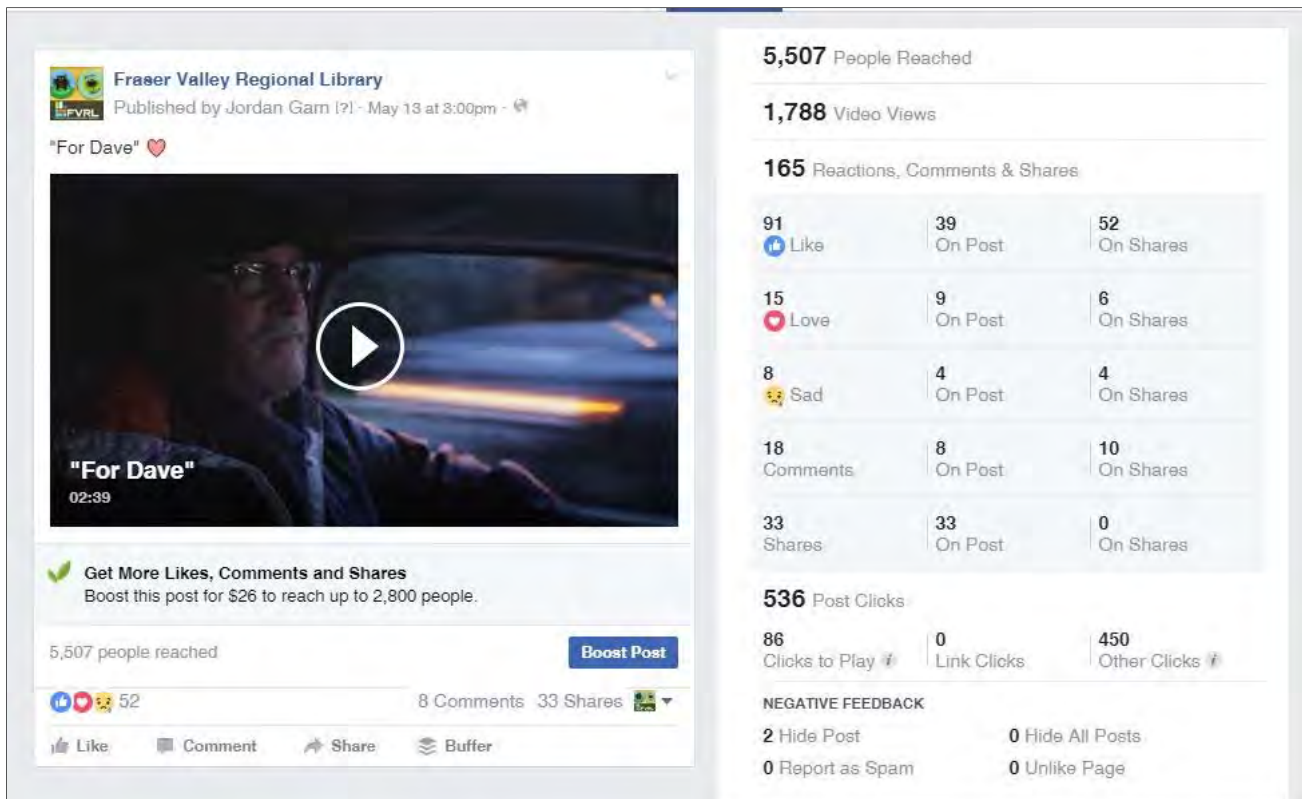 Fraser Valley Regional Library
Published by Jordan Garn [?] · May 13 at 3:00pm ·
"For Dave"
"For Dave"
02:39
Get More Likes, Comments and Shares
Boost this post for $26 to reach up to 2,800 people.
5,507 people reached
Boost Post
52
8 Comments 33 Shares
Like Comment Share Buffer
FVRL
5,507 People Reached
1,788 Video Views
165 Reactions, Comments & Shares
91 39 52
Like On Post On Shares
15 9 6
Love On Post On Shares
8 4 4
Sad On Post On Shares
18 8 10
Comments On Post On Shares
33 33 0
Shares On Post On Shares
536 Post Clicks
86 0 450
Clicks to Play i Link Clicks Other Clicks i
NEGATIVE FEEDBACK
2 Hide Post 0 Hide All Posts
0 Report as Spam 0 Unlike Page